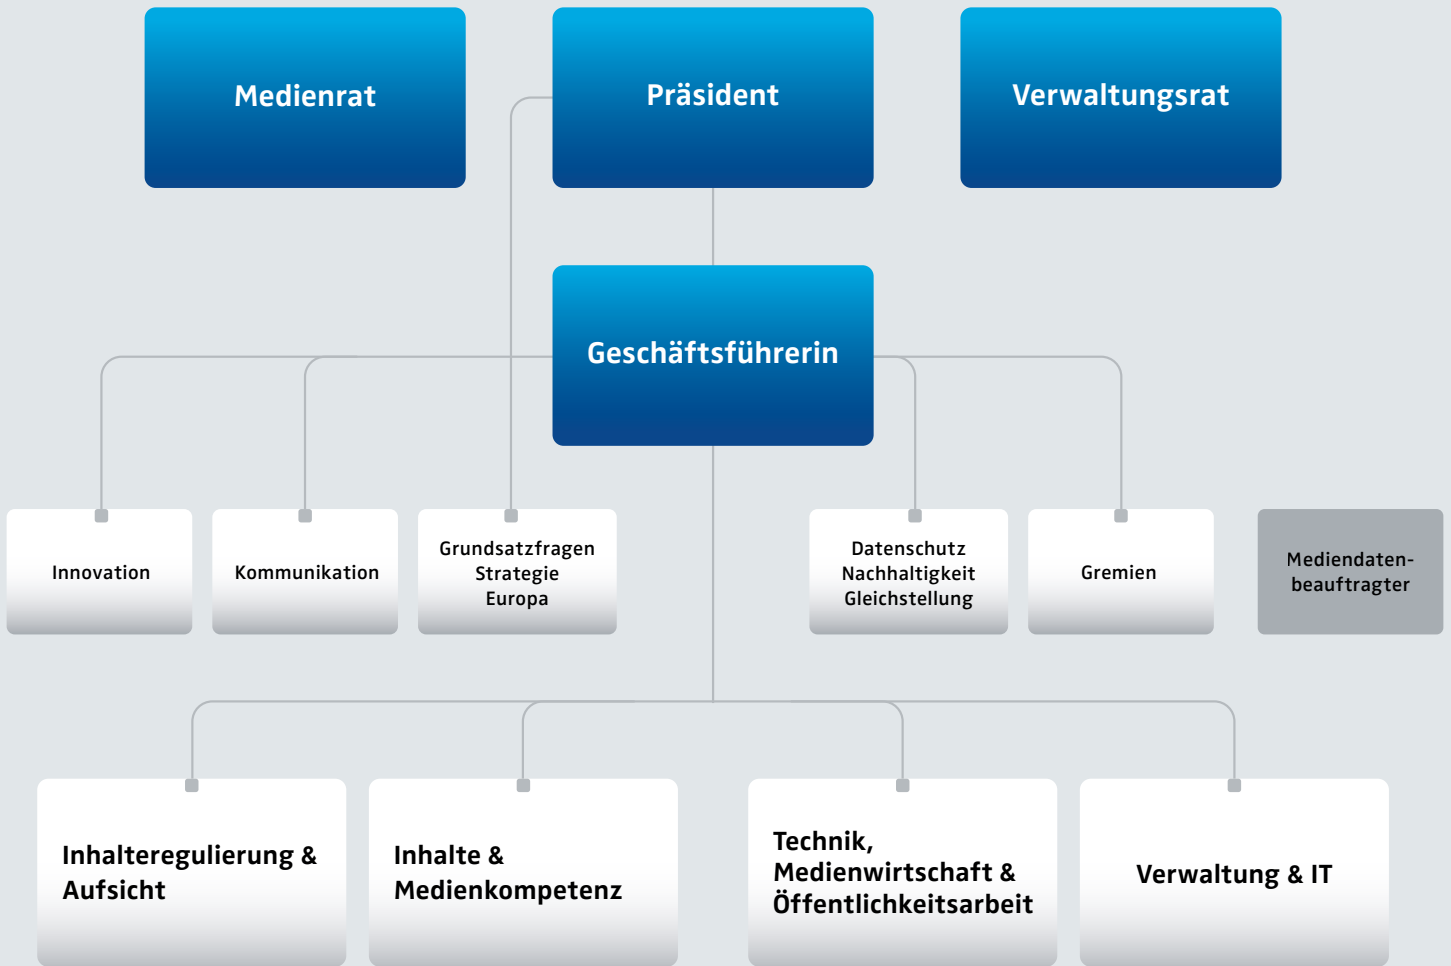 Medienrat
Präsident
Verwaltungsrat
Geschäftsführerin
Innovation
Kommunikation
Grundsatzfragen
Strategie
Europa
Datenschutz
Nachhaltigkeit
Gleichstellung
Gremien
Mediendaten-
beauftragter
Inhalteregulierung &
Aufsicht
Inhalte &
Medienkompetenz
Technik,
Medienwirtschaft &
Öffentlichkeitsarbeit
Verwaltung & IT